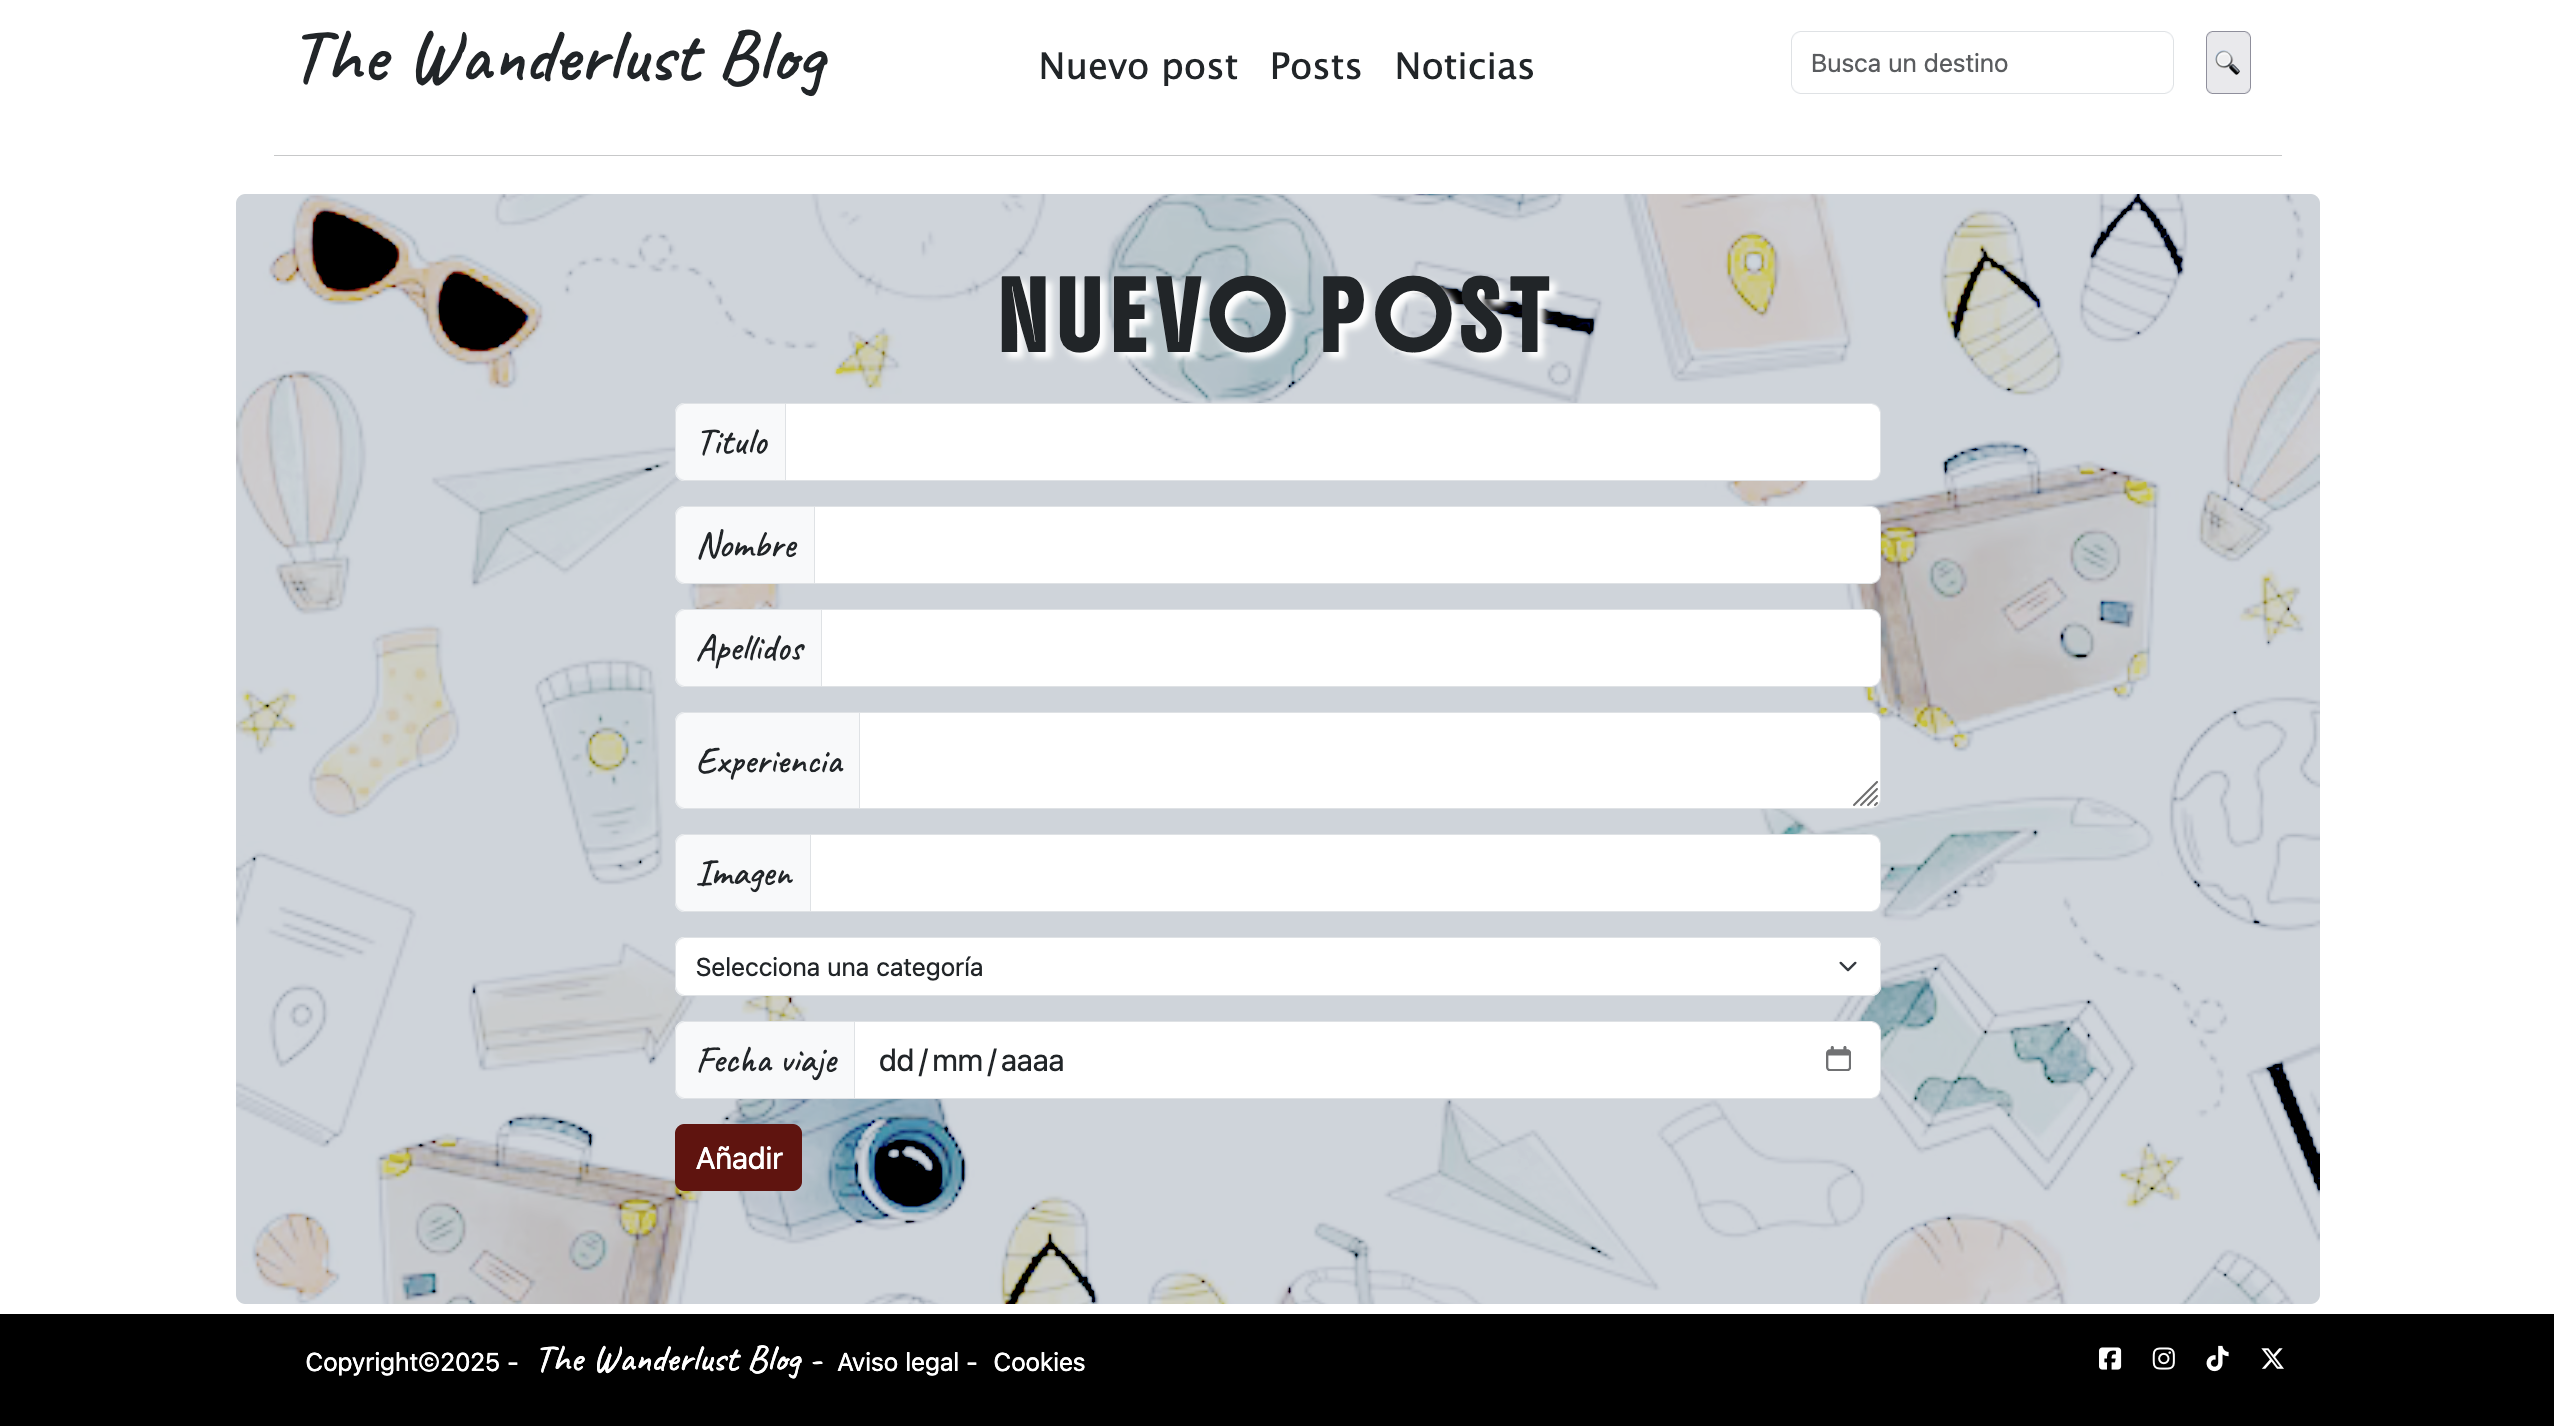 The Wanderlust Blog
Nuevo post Posts Noticias
Busca un destino
NUEVO POST
Titulo
Nombre
Apellidos
Experiencia
Imagen
Selecciona una categoría
Fecha viaje dd/mm/aaaa
Añadir
Copyright©2025 - The Wanderlust Blog - Aviso legal - Cookies